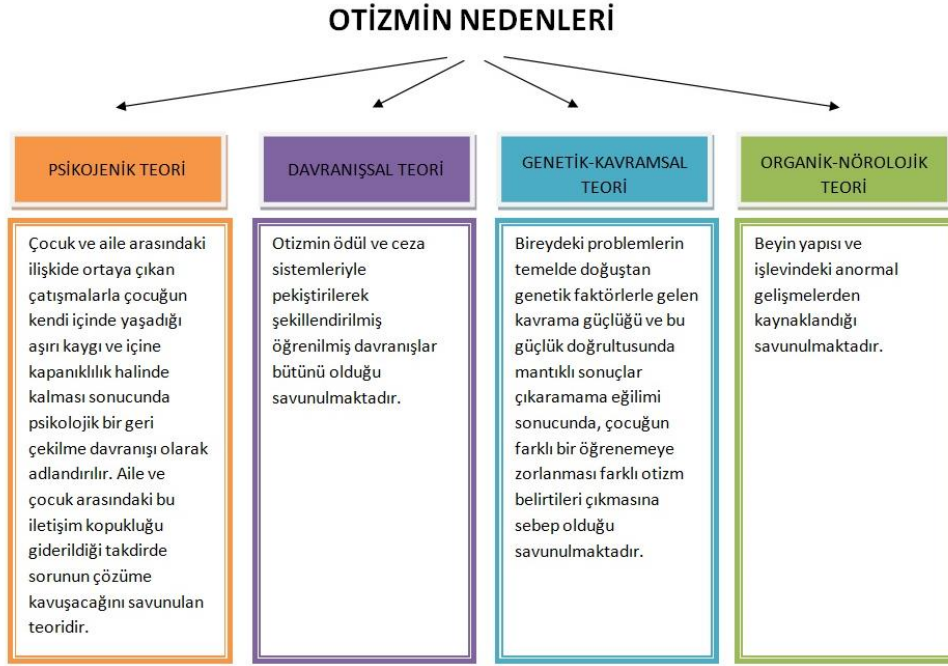 OTİZMİN NEDENLERİ
PSİKOJENİK TEORİ
Çocuk ve aile arasındaki
ilişkide ortaya çıkan
çatışmalarla çocuğun
kendi içinde yaşadığı
aşırı kaygı ve içine
kapanıklılık halinde
kalması sonucunda
psikolojik bir geri
çekilme davranışı olarak
adlandırılır. Aile ve
çocuk arasındaki bu
iletişim kopukluğu
giderildiği takdirde
sorunun çözüme
kavuşacağını savunulan
teoridir.
DAVRANIŞSAL TEORİ
Otizmin ödül ve ceza
sistemleriyle
pekiştirilerek
şekillendirilmiş
öğrenilmiş davranışlar
bütünü olduğu
savunulmaktadır.
GENETİK-KAVRAMSAL
TEORİ
Bireydeki problemlerin
temelde doğuştan
genetik faktörlerle gelen
kavrama güçlüğü ve bu
güçlük doğrultusunda
mantıklı sonuçlar
çıkaramama eğilimi
sonucunda, çocuğun
farklı bir öğrenemeye
zorlanması farklı otizm
belirtileri çıkmasına
sebep olduğu
savunulmaktadır.
ORGANİK-NÖROLOJİK
TEORİ
Beyin yapısı ve
işlevindeki anormal
gelişmelerden
kaynaklandığı
savunulmaktadır.